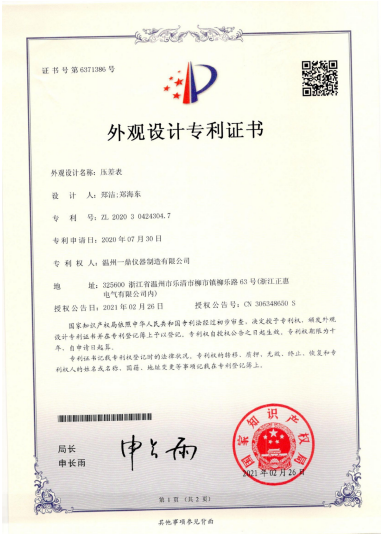 证书号第6371386号
外观设计专利证书
外观设计名称：压差表
设计人：郑洁;郑海东
专利号：ZL 2020 3 0424304.7
专利申请日：2020年07月30日
专利权人：温州一鼎仪器制造有限公司
地址：325600 浙江省温州市乐清市柳市镇柳乐路63号(浙江正惠
电气有限公司内)
授权公告日：2021年02月26日 授权公告号：CN 306348650 S
国家知识产权局依照中华人民共和国专利法经过初步审查，决定授予专利权，颁发外观
设计专利证书并在专利登记簿上予以登记。专利权自授权公告之日起生效。专利权期限为十
年，自申请日起算。
专利证书记载专利权登记时的法律状况。专利权的转移、质押、无效、终止、恢复和专
利权人的姓名或名称、国籍、地址变更等事项记载在专利登记簿上。
局长
申长雨
申长雨
国家知识产权局
2021年02月26日
第1页（共2页）
其他事项参见背面